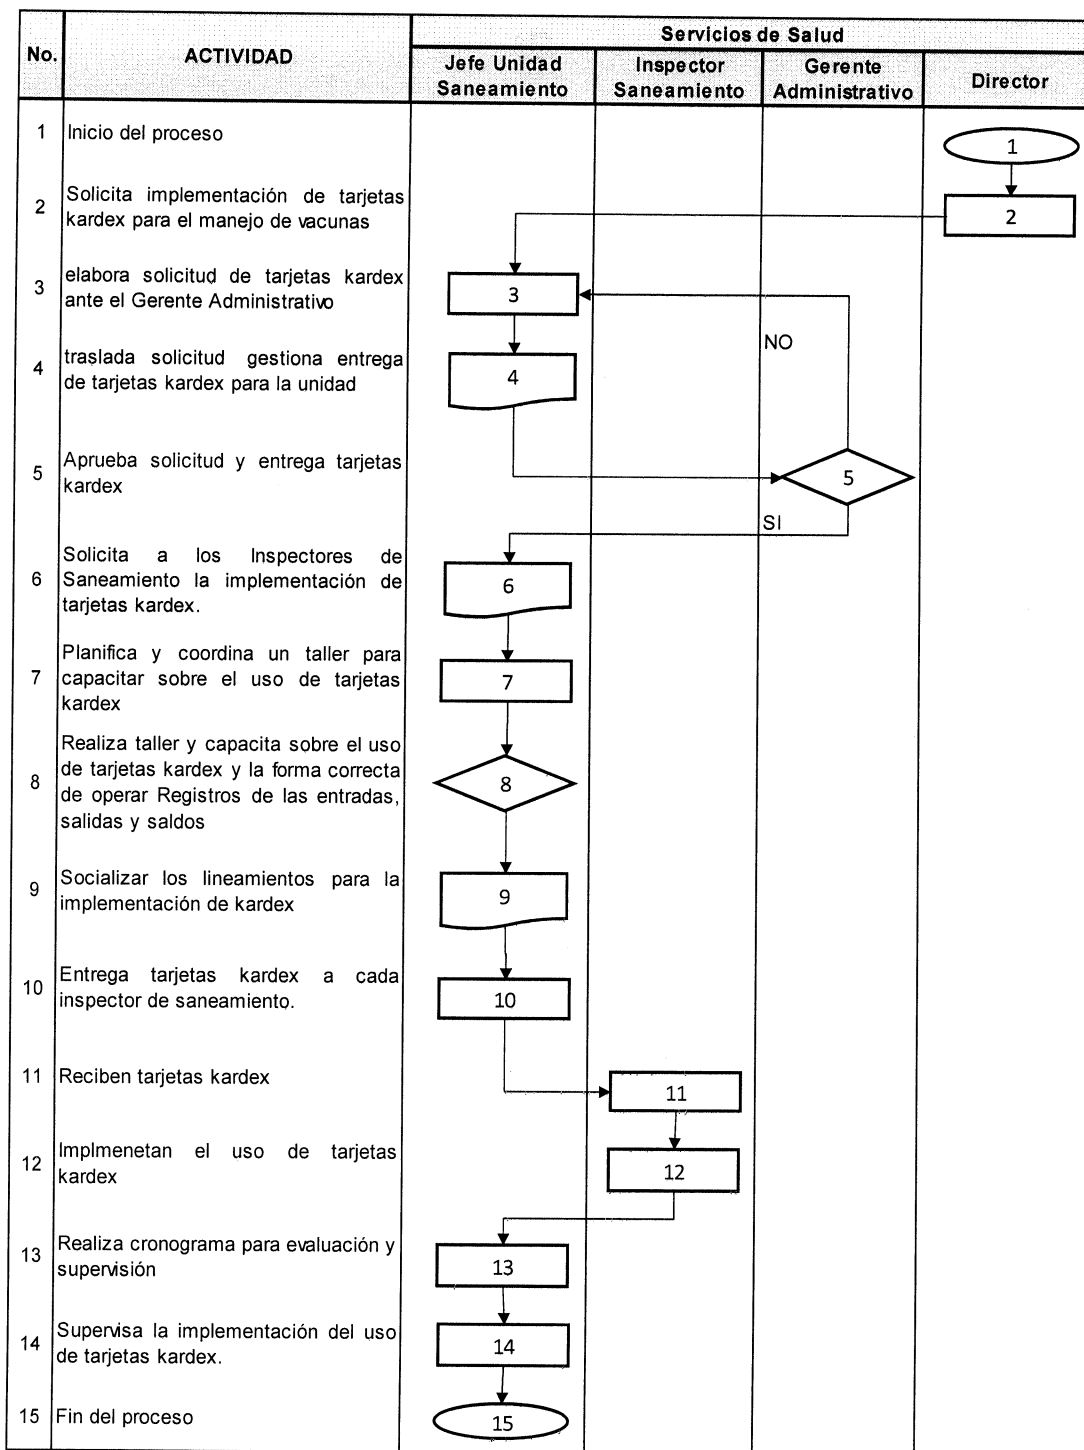 Servicios de Salud
No. ACTIVIDAD
Jefe Unidad
Saneamiento
Inspector
Saneamiento
Gerente
Administrativo
Director
1 Inicio del proceso
1
2
Solicita implementación de tarjetas
kardex para el manejo de vacunas
2
3
elabora solicitud de tarjetas kardex
ante el Gerente Administrativo
3
NO
4
traslada solicitud gestiona entrega
de tarjetas kardex para la unidad
4
5
Aprueba solicitud y entrega tarjetas
kardex
5
SI
6
Solicita a los Inspectores de
Saneamiento la implementación de
tarjetas kardex.
6
7
Planifica y coordina un taller para
capacitar sobre el uso de tarjetas
kardex
7
8
Realiza taller y capacita sobre el uso
de tarjetas kardex y la forma correcta
de operar Registros de las entradas,
salidas y saldos
8
9
Socializar los lineamientos para la
implementación de kardex
9
10
Entrega tarjetas kardex a cada
inspector de saneamiento.
10
11 Reciben tarjetas kardex
11
12
Implmenetan el uso de tarjetas
kardex
12
13
Realiza cronograma para evaluación y
supervisión
13
14
Supervisa la implementación del uso
de tarjetas kardex.
14
15 Fin del proceso
15